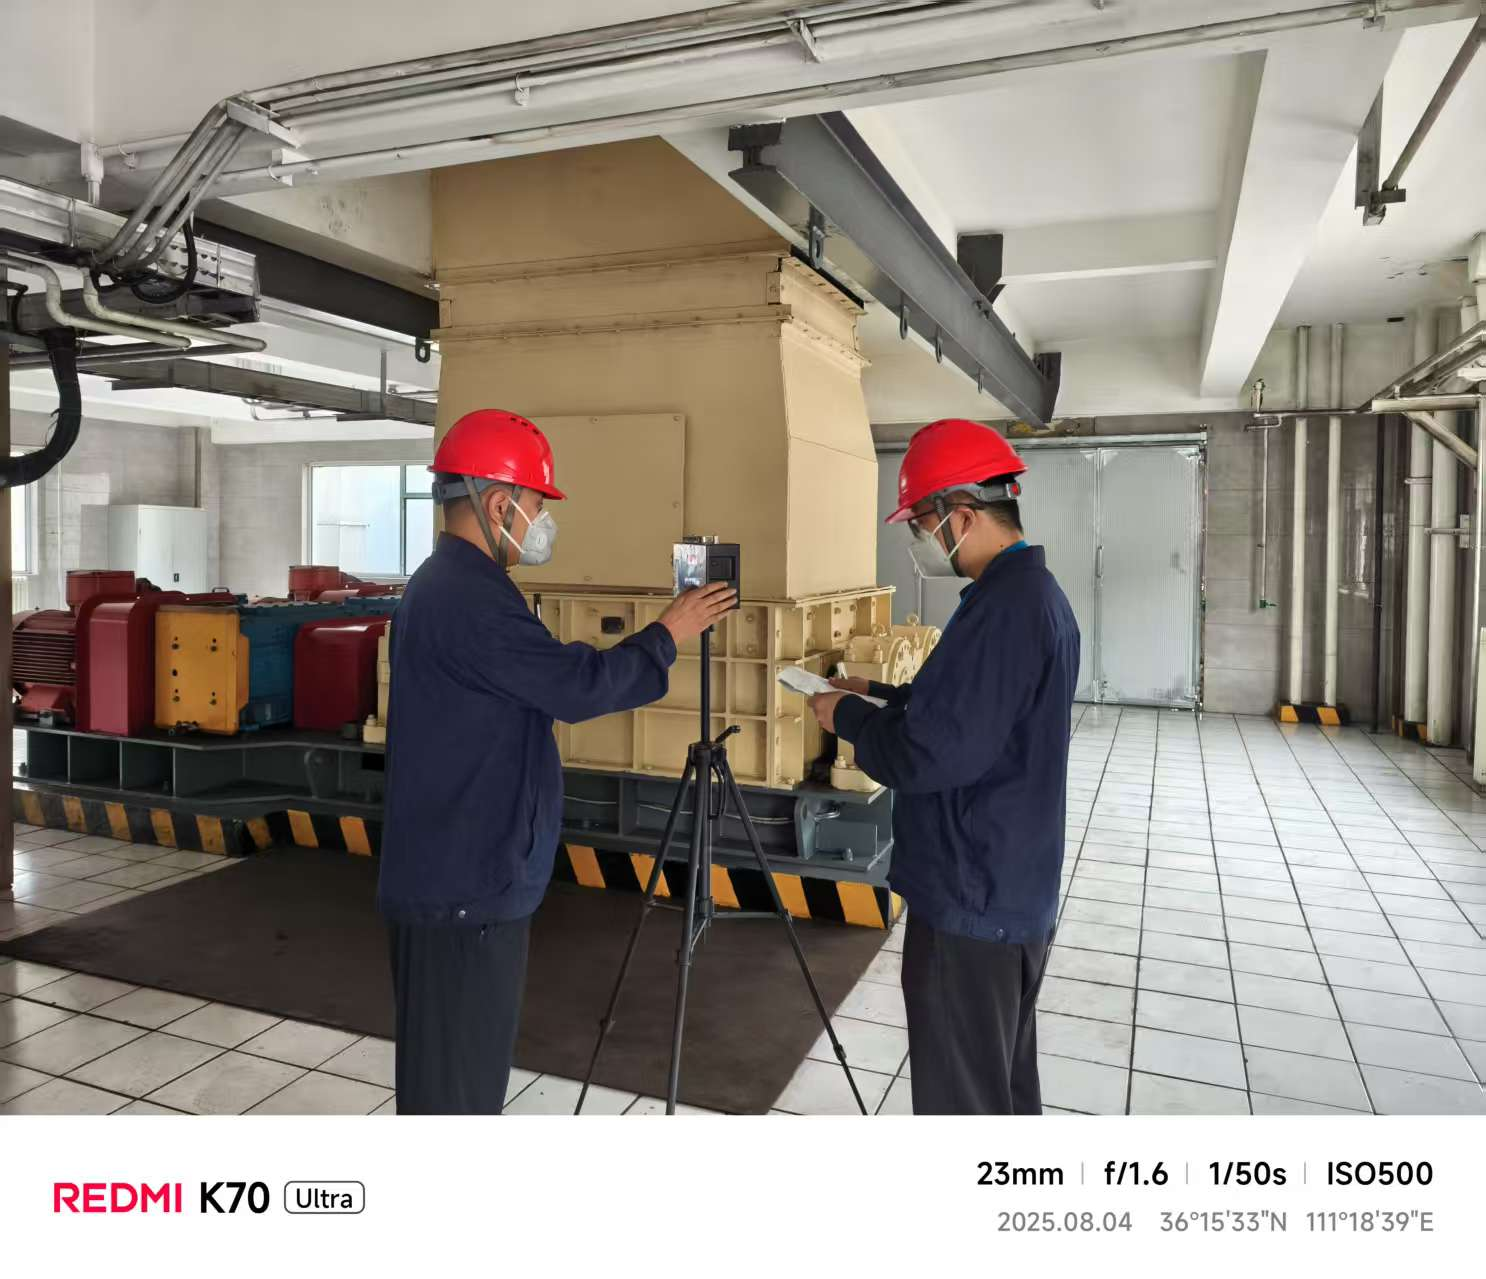 REDMI K70 Ultra
23mm | f/1.6 | 1/50s | ISO500
2025.08.04 36°15'33"N 111°18'39"E